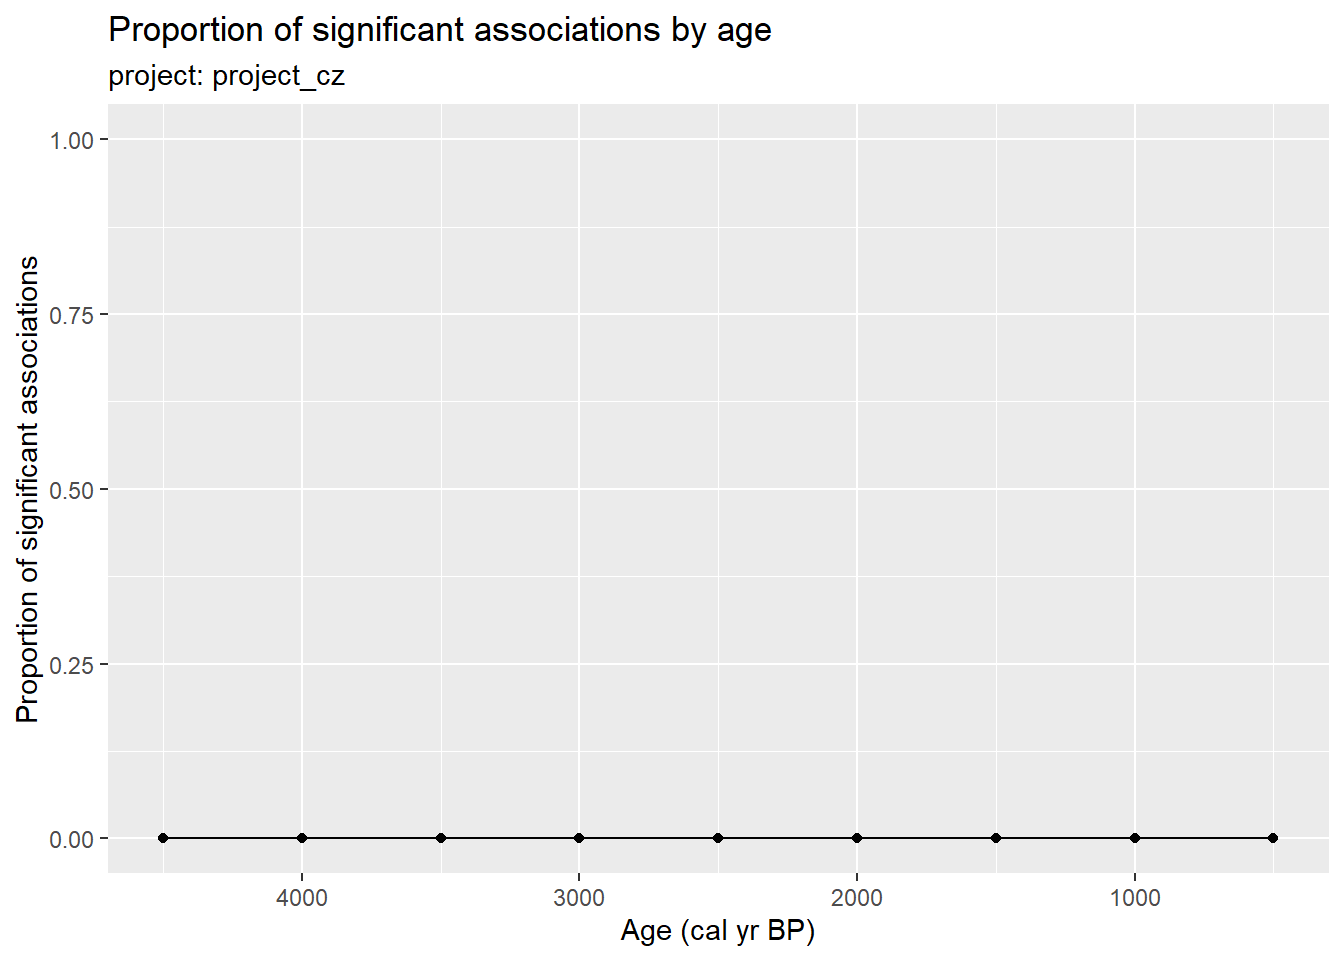 Proportion of significant associations by age
project: project_cz
Proportion of significant associations
1.00
0.75
0.50
0.25
0.00
4000 3000 2000 1000
Age (cal yr BP)